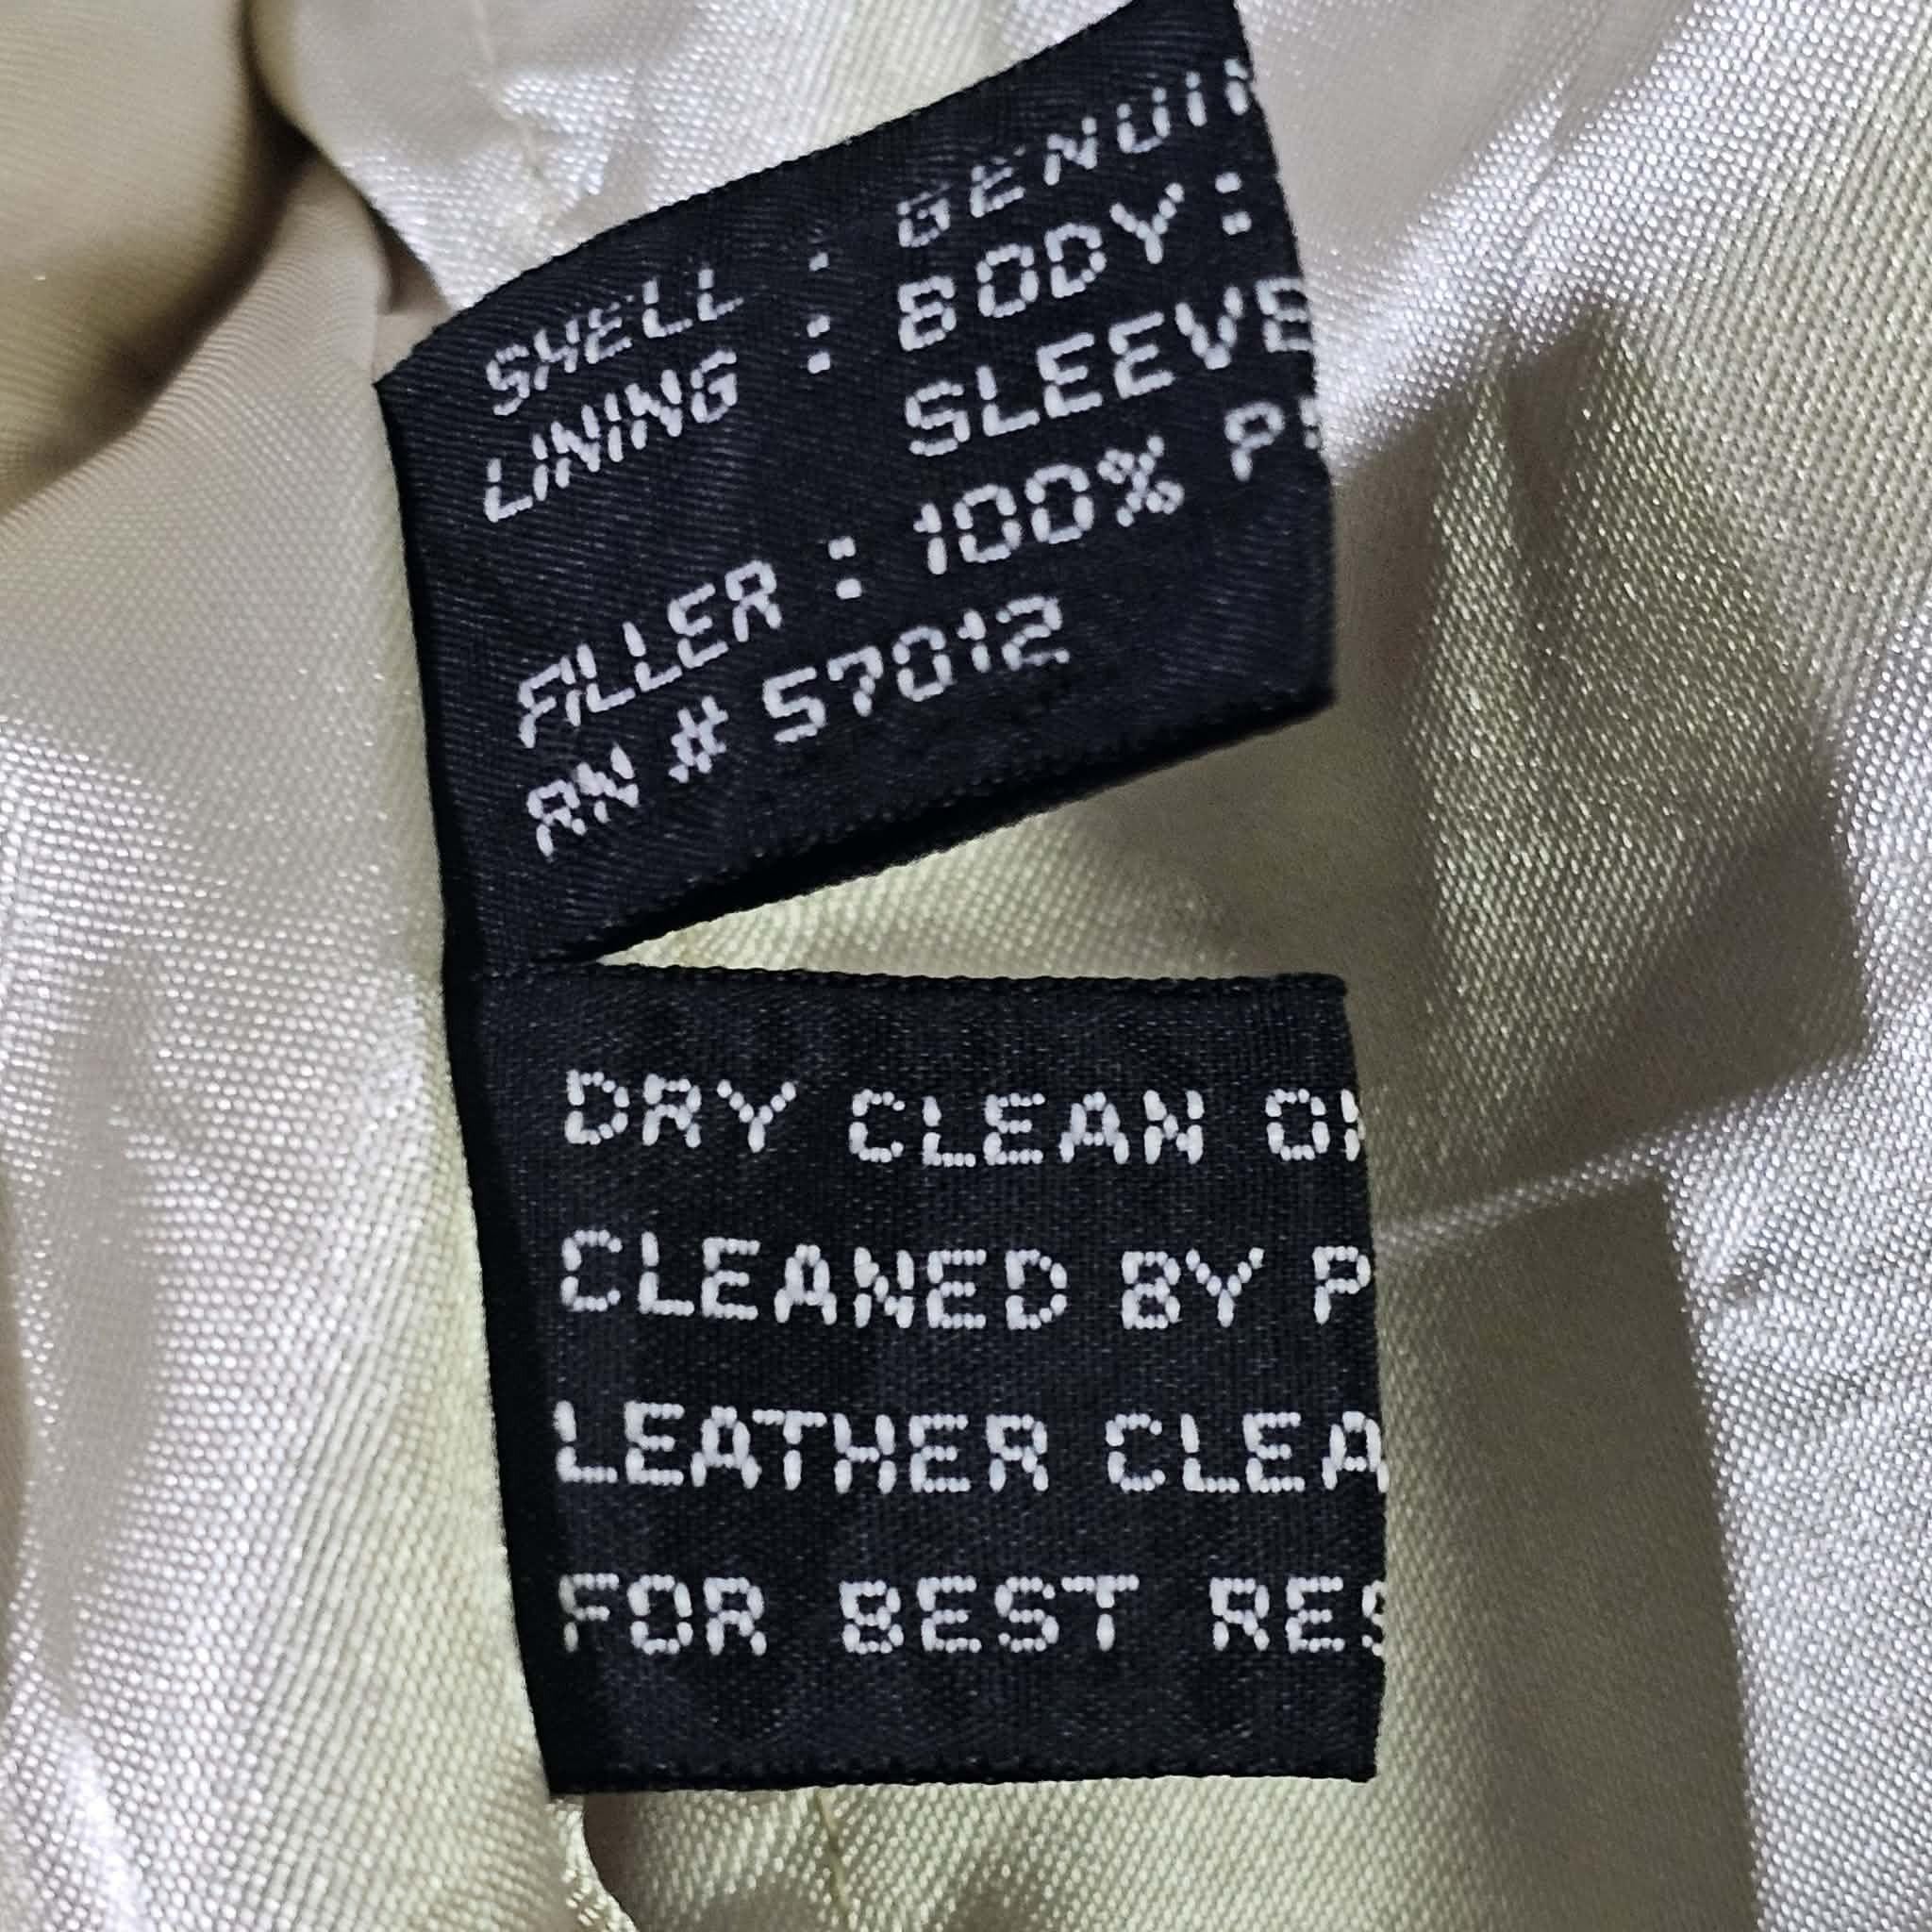 SHELL : GENUI
LINING : BODY:
SLEEVE
FILLER : 100% P
RN # 57012
DRY CLEAN O
CLEANED BY P
LEATHER CLEA
FOR BEST RES